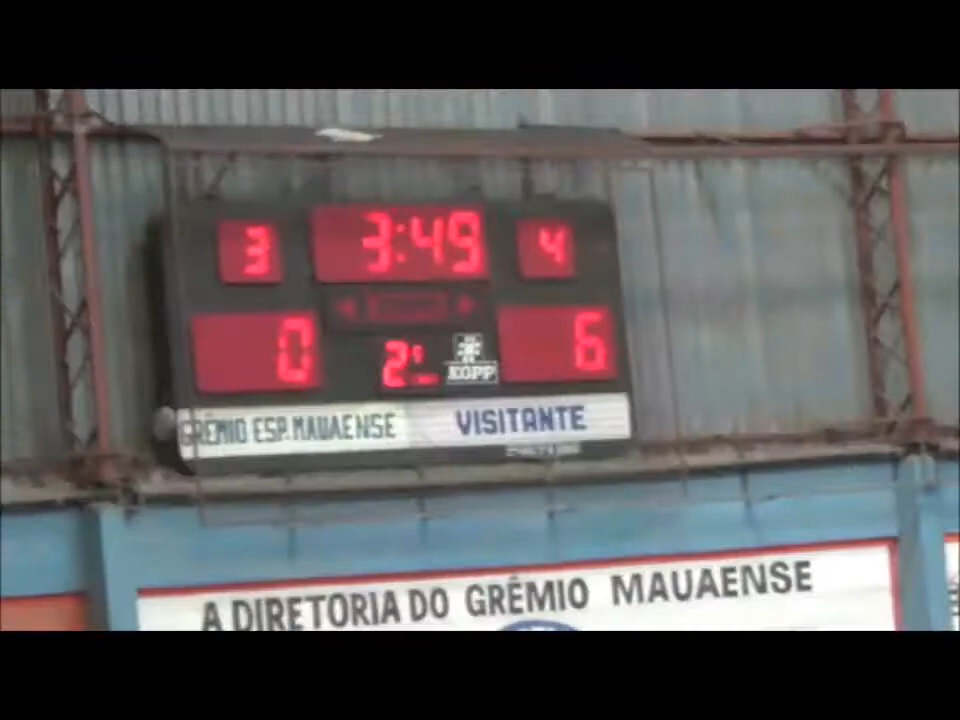 3 3:49 4
0 2 6
KOPP
GRÊMIO ESP. MAUAENSE VISITANTE
A DIRETORIA DO GRÊMIO MAUAENSE